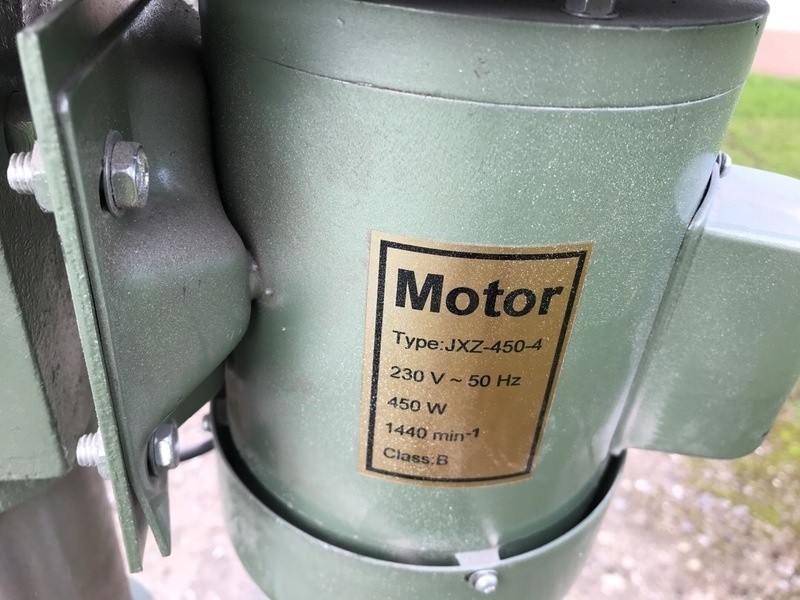 Motor
Type:JXZ-450-4
230 V ~ 50 Hz
450 W
1440 min⁻¹
Class:B